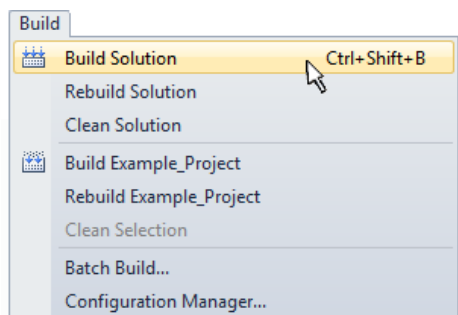 Build
Build Solution Ctrl+Shift+B
Rebuild Solution
Clean Solution
Build Example_Project
Rebuild Example_Project
Clean Selection
Batch Build...
Configuration Manager...